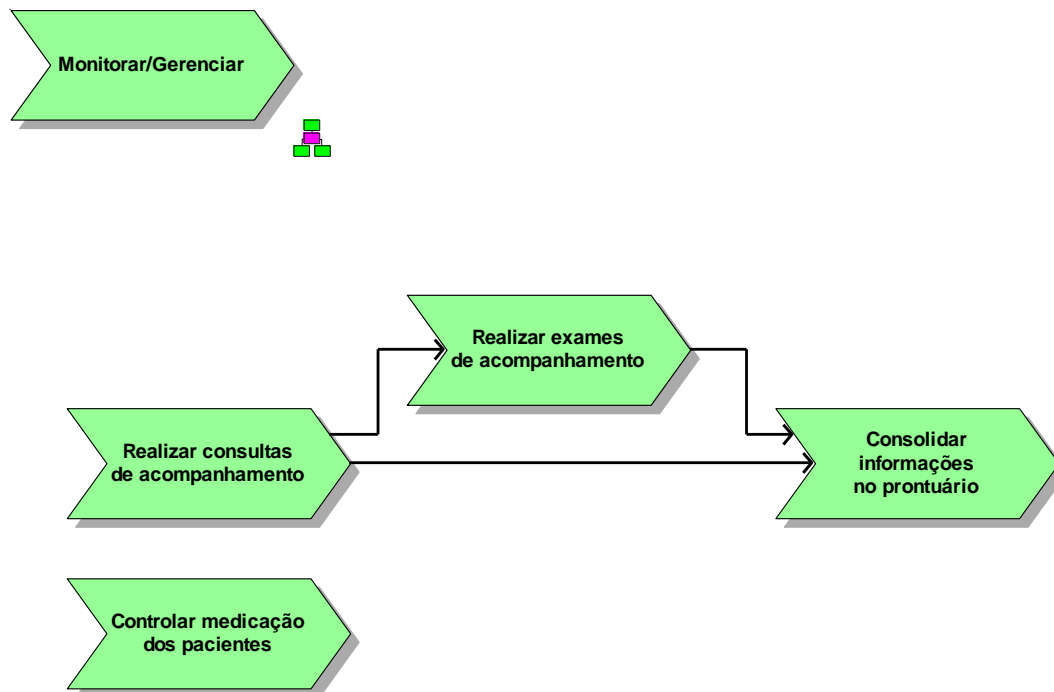 Monitorar/Gerenciar
Realizar exames
de acompanhamento
Realizar consultas
de acompanhamento
Consolidar
informações
no prontuário
Controlar medicação
dos pacientes